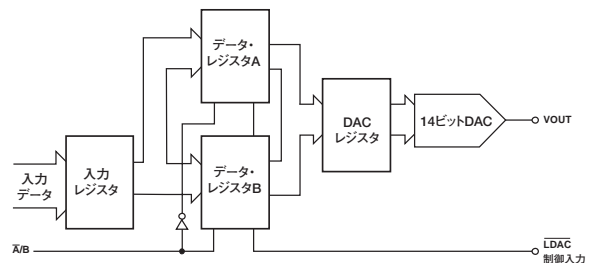 データ・
レジスタA
DAC
レジスタ
14ビットDAC
VOUT
入力
データ
入力
レジスタ
データ・
レジスタB
A/B
LDAC
制御入力